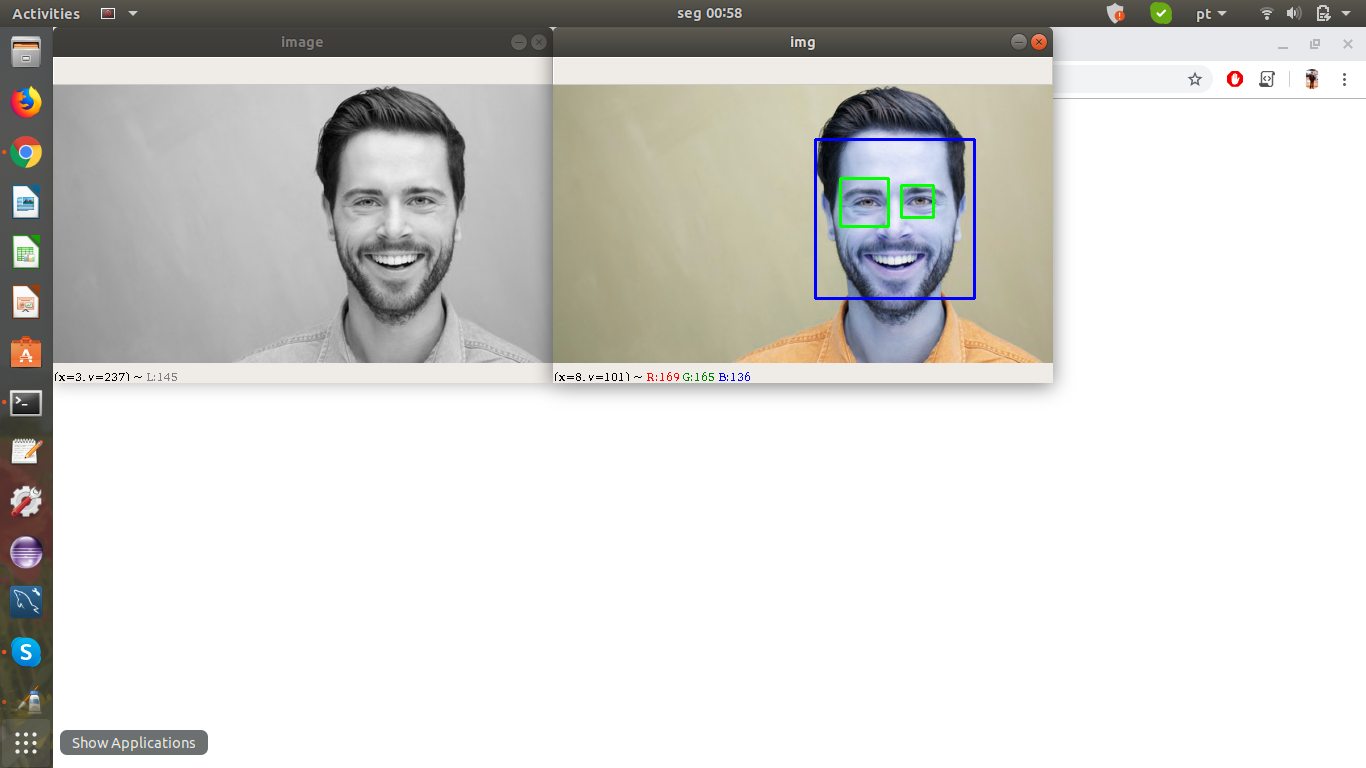 Activities
seg 00:58
pt
image
img
(x=3, y=237) ~ L:145
(x=8, y=101) ~ R:169 G:165 B:136
S
Show Applications